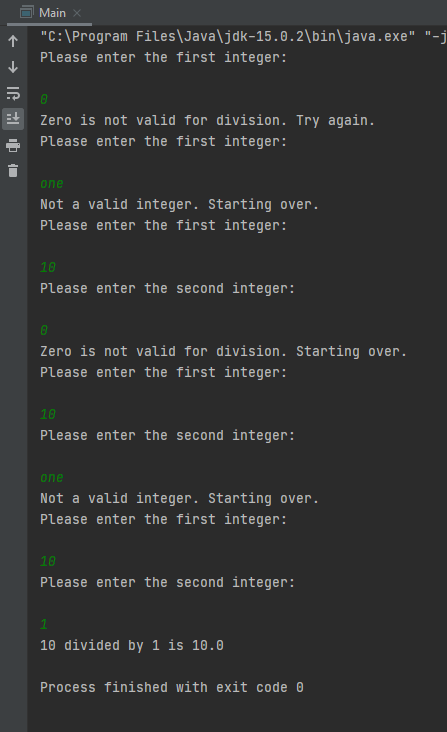 Main
"C:\Program Files\Java\jdk-15.0.2\bin\java.exe" "-j
Please enter the first integer:
0
Zero is not valid for division. Try again.
Please enter the first integer:
one
Not a valid integer. Starting over.
Please enter the first integer:
10
Please enter the second integer:
0
Zero is not valid for division. Starting over.
Please enter the first integer:
10
Please enter the second integer:
one
Not a valid integer. Starting over.
Please enter the first integer:
10
Please enter the second integer:
1
10 divided by 1 is 10.0
Process finished with exit code 0